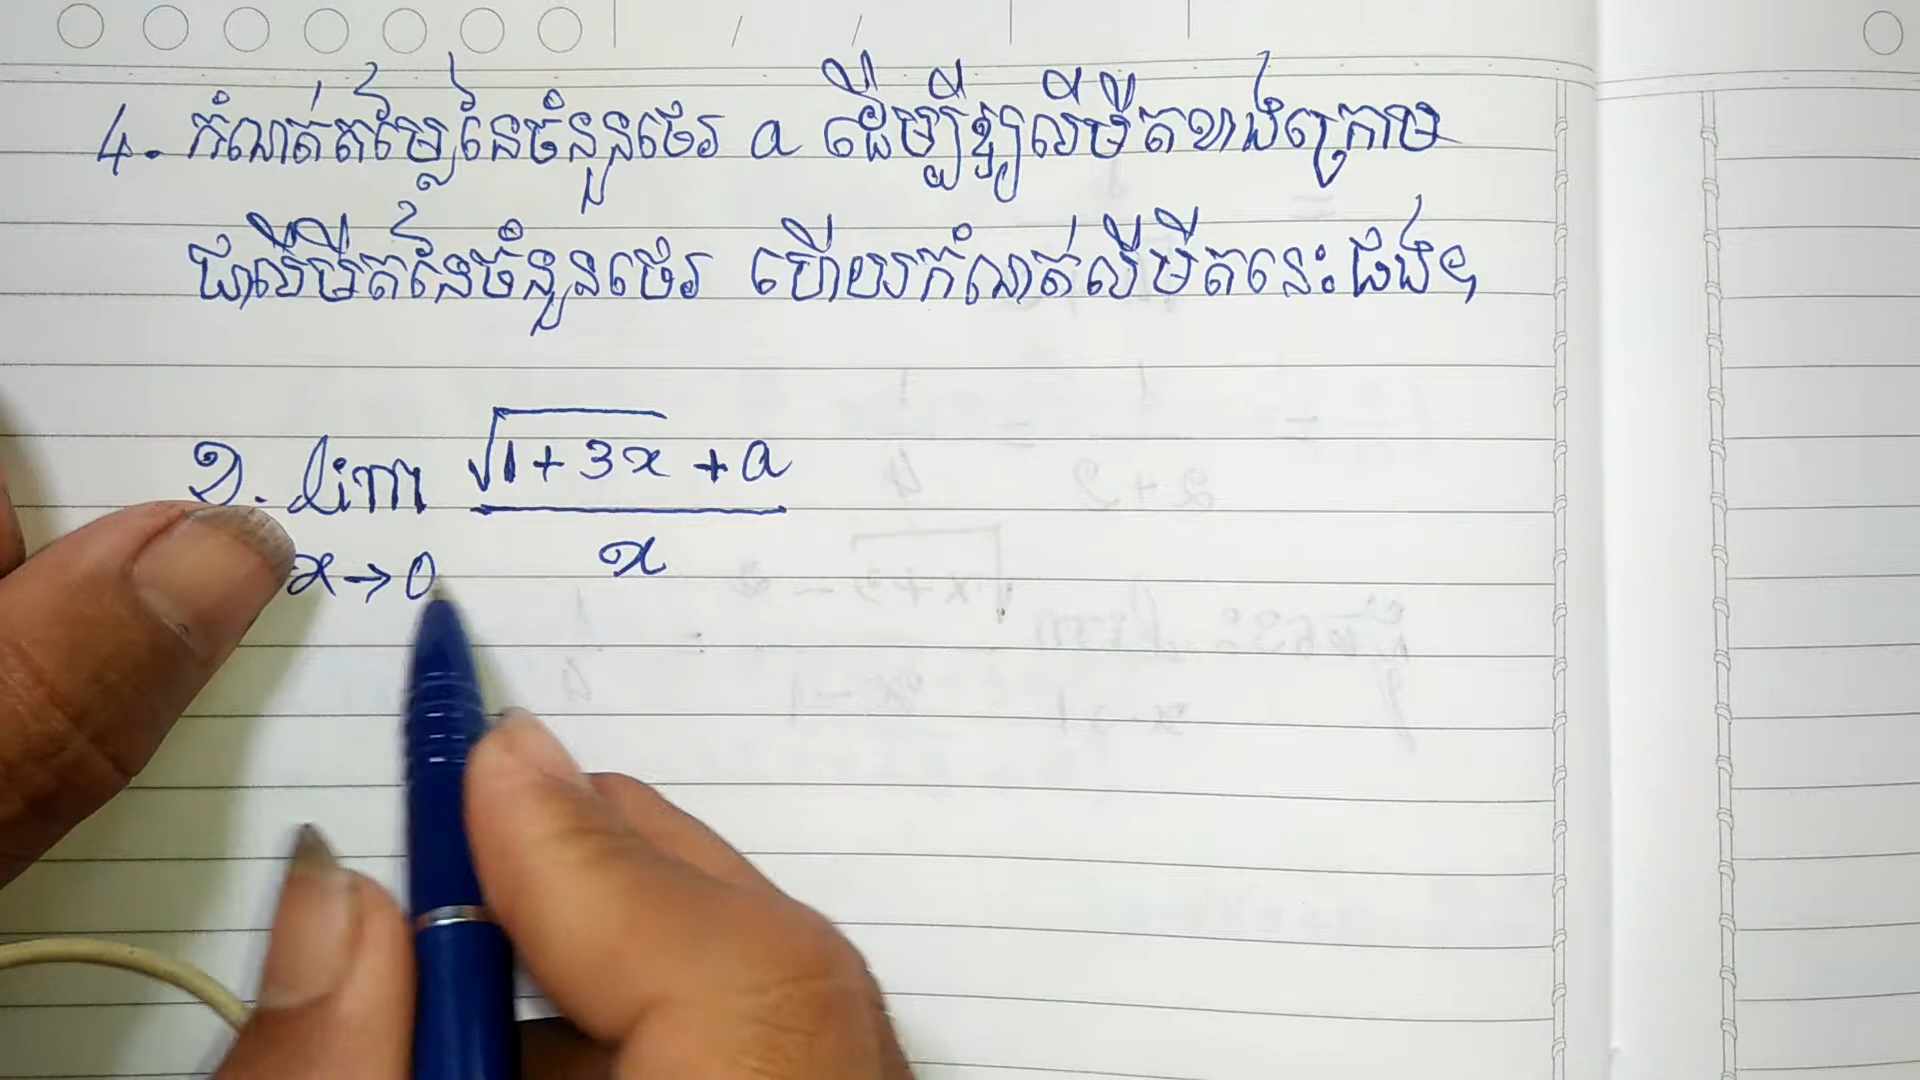 4. កំណត់តម្លៃនៃចំនួនថេរ a ដើម្បីឱ្យលីមីតខាងក្រោម
ជាលីមីតនៃចំនួនថេរ ហើយកំណត់លីមីតនេះផង។
2. lim √(1+3x) + a / x
x→0